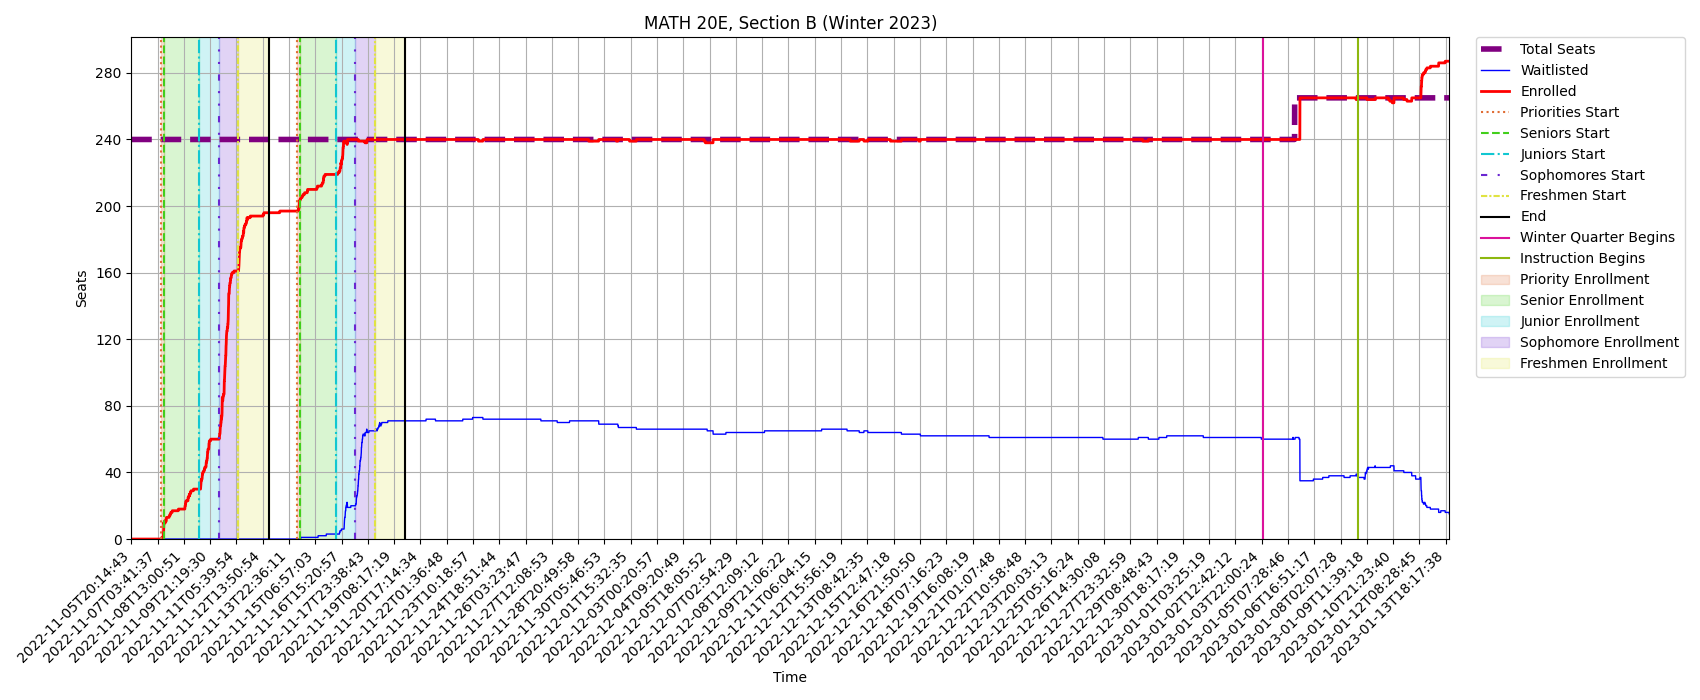 MATH 20E, Section B (Winter 2023)
Seats
280
240
200
160
120
80
40
0
2022-11-05T20:14:43
2022-11-07T03:41:37
2022-11-08T13:00:51
2022-11-09T21:19:30
2022-11-11T05:39:54
2022-11-12T13:50:54
2022-11-13T22:36:11
2022-11-15T06:57:03
2022-11-16T15:20:57
2022-11-17T23:38:43
2022-11-19T08:17:19
2022-11-20T17:14:34
2022-11-22T01:36:48
2022-11-23T10:18:57
2022-11-24T18:51:44
2022-11-26T03:23:47
2022-11-27T12:08:53
2022-11-28T20:49:58
2022-11-30T05:46:53
2022-12-01T15:32:35
2022-12-03T00:20:57
2022-12-04T09:20:49
2022-12-05T18:05:52
2022-12-07T02:54:29
2022-12-08T12:09:12
2022-12-09T21:06:22
2022-12-11T06:04:15
2022-12-12T15:56:19
2022-12-13T12:42:35
2022-12-15T12:47:18
2022-12-16T21:50:50
2022-12-18T07:16:23
2022-12-19T16:08:19
2022-12-21T01:07:48
2022-12-22T10:58:48
2022-12-23T20:03:13
2022-12-25T05:16:24
2022-12-26T14:30:08
2022-12-27T23:32:59
2022-12-29T08:48:43
2022-12-30T18:17:19
2023-01-01T03:25:19
2023-01-02T12:42:12
2023-01-03T22:00:24
2023-01-05T07:28:46
2023-01-06T16:51:17
2023-01-08T02:07:28
2023-01-09T11:39:18
2023-01-10T21:23:40
2023-01-12T08:28:45
2023-01-13T18:17:38
Time
Total Seats
Waitlisted
Enrolled
Priorities Start
Seniors Start
Juniors Start
Sophomores Start
Freshmen Start
End
Winter Quarter Begins
Instruction Begins
Priority Enrollment
Senior Enrollment
Junior Enrollment
Sophomore Enrollment
Freshmen Enrollment